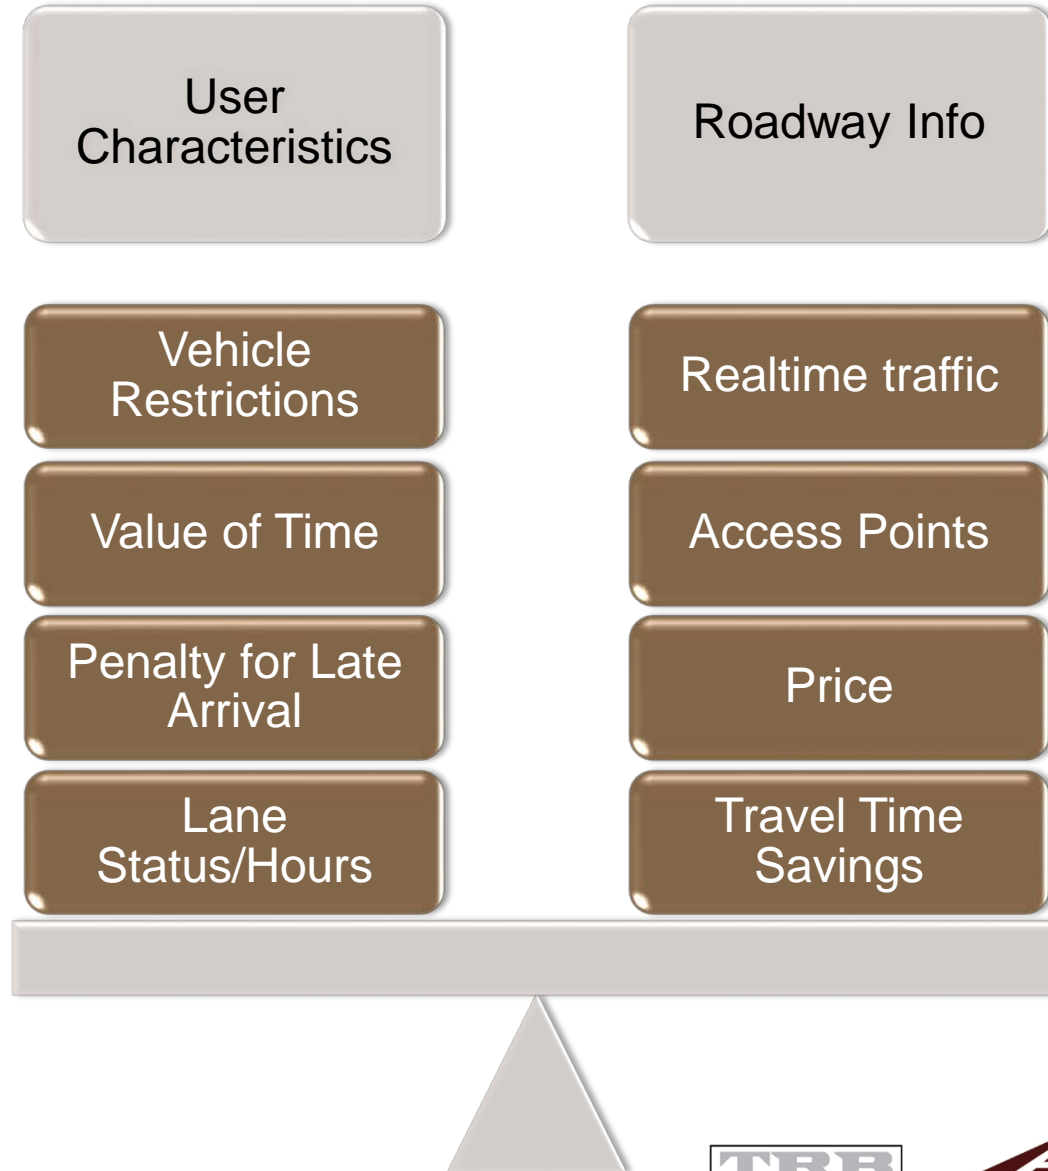 User
Characteristics
Roadway Info
Vehicle
Restrictions
Realtime traffic
Value of Time
Access Points
Penalty for Late
Arrival
Price
Lane
Status/Hours
Travel Time
Savings
TRB